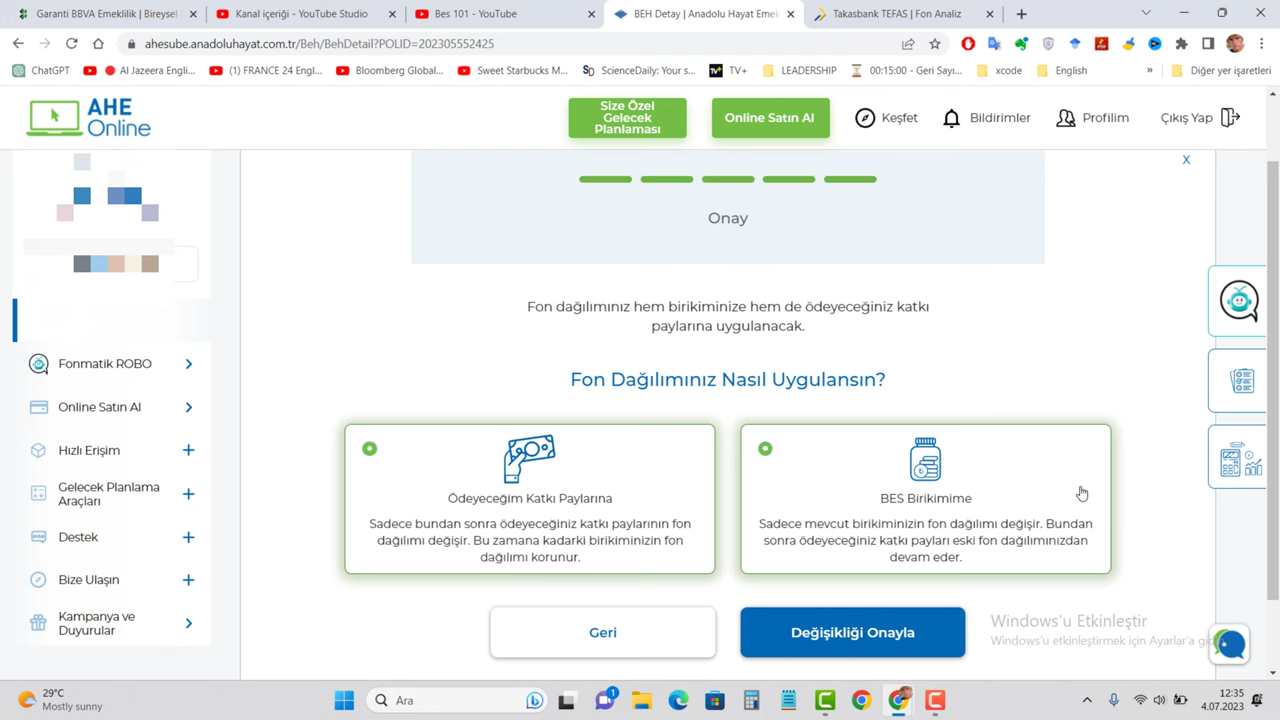 Garanti BBVA Emeklilik | Bireysel
Kanal içeriği - YouTube Studio
Bes 101 - YouTube
BEH Detay | Anadolu Hayat Emek
Takasbank TEFAS | Fon Analiz
ahesube.anadoluhayat.com.tr/Beh/BehDetail?POLID=202305552425
ChatGPT
Al Jazeera Engli...
(1) FRANCE 24 Engl...
Bloomberg Global...
Sweet Starbucks M...
ScienceDaily: Your s...
TV+
LEADERSHIP
00:15:00 - Geri Sayı...
xcode
English
»
Diğer yer işaretleri
AHE
Online
Size Özel
Gelecek
Planlaması
Online Satın Al
Keşfet
Bildirimler
Profilim
Çıkış Yap
X
Onay
Fon dağılımınız hem birikiminize hem de ödeyeceğiniz katkı
paylarına uygulanacak.
Fon Dağılımınız Nasıl Uygulansın?
Ödeyeceğim Katkı Paylarına
Sadece bundan sonra ödeyeceğiniz katkı paylarının fon
dağılımı değişir. Bu zamana kadarki birikiminizin fon
dağılımı korunur.
BES Birikimime
Sadece mevcut birikiminizin fon dağılımı değişir. Bundan
sonra ödeyeceğiniz katkı payları eski fon dağılımınızdan
devam eder.
Geri
Değişikliği Onayla
Fonmatik ROBO
Online Satın Al
Hızlı Erişim
Gelecek Planlama
Araçları
Destek
Bize Ulaşın
Kampanya ve
Duyurular
Windows'u Etkinleştir
Windows'u etkinleştirmek için Ayarlar'a gid
29°C
Mostly sunny
Ara
1
12:35
4.07.2023